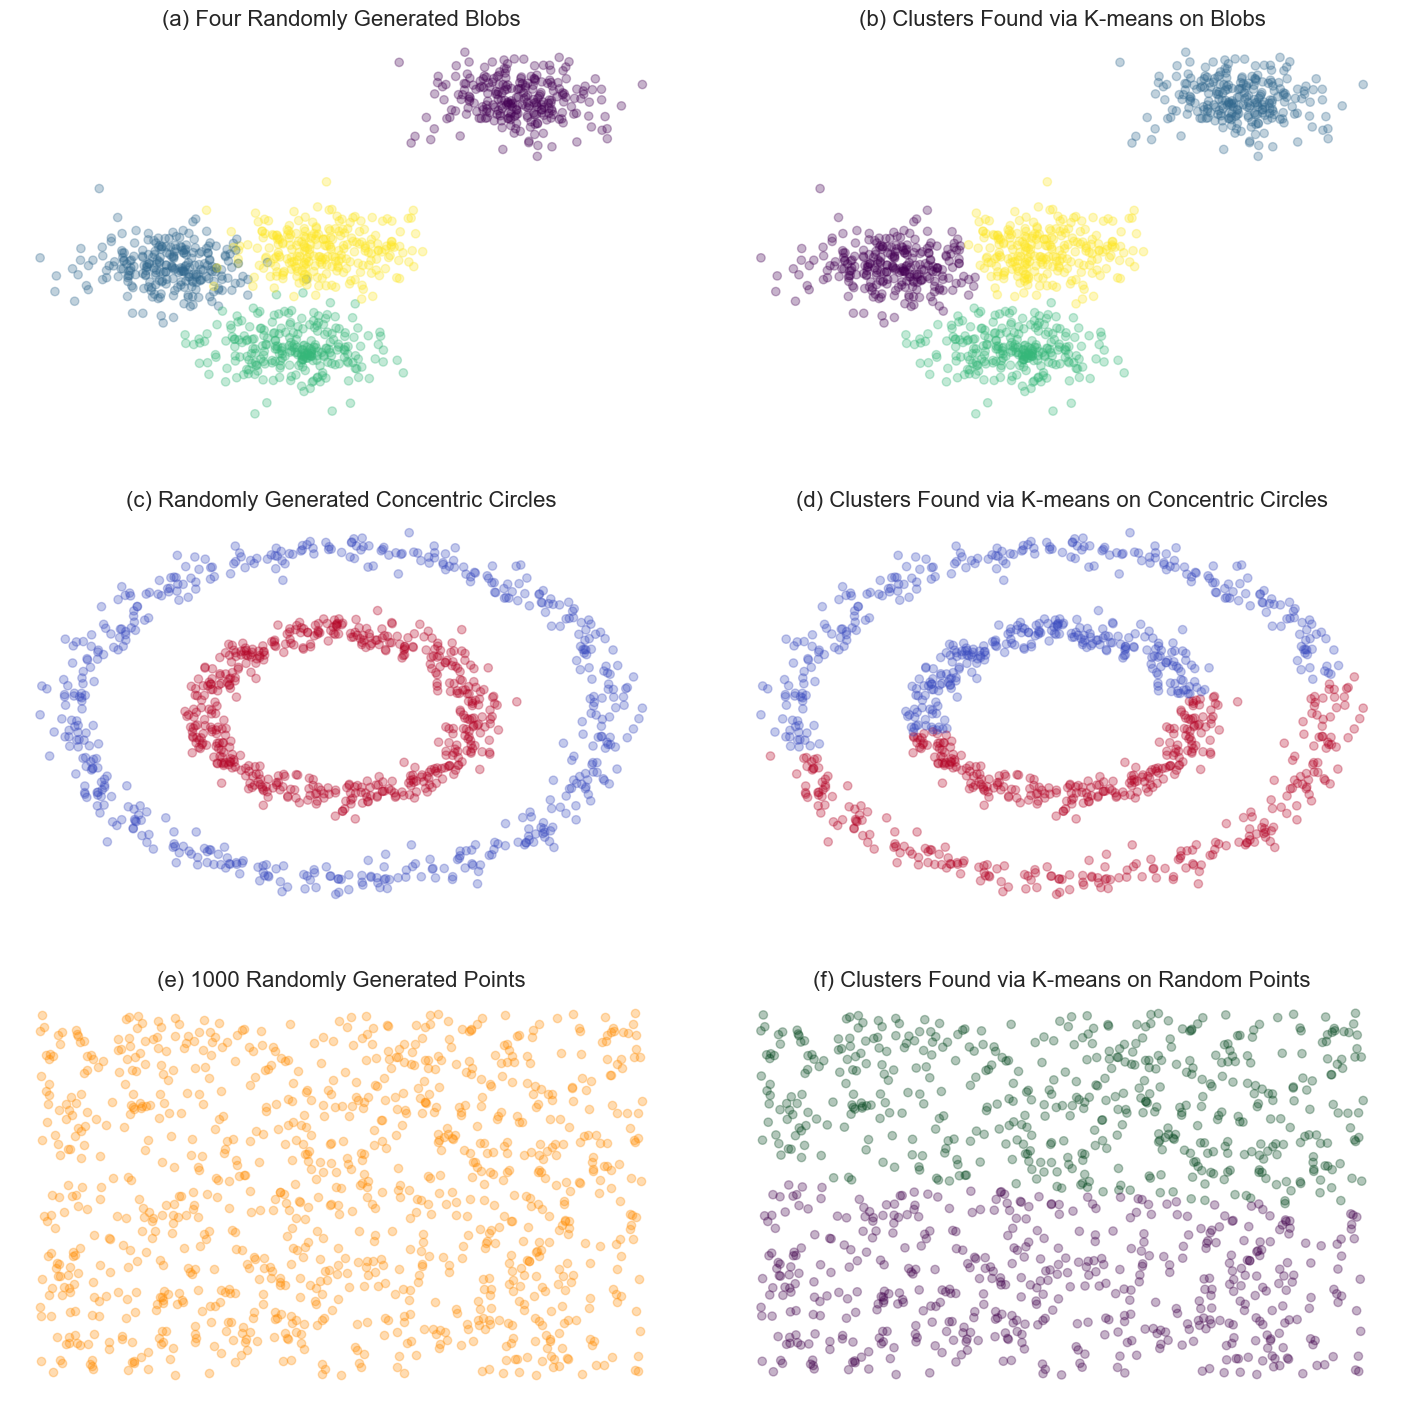 (a) Four Randomly Generated Blobs
(b) Clusters Found via K-means on Blobs
(c) Randomly Generated Concentric Circles
(d) Clusters Found via K-means on Concentric Circles
(e) 1000 Randomly Generated Points
(f) Clusters Found via K-means on Random Points